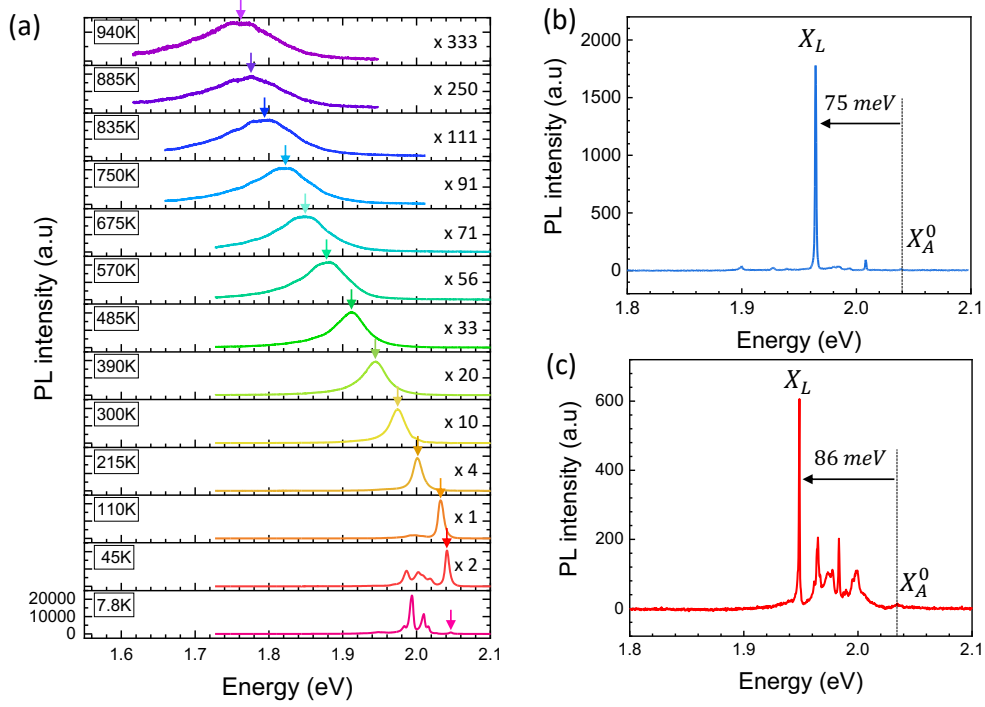 (a)
PL intensity (a.u)
940K
x 333
885K
x 250
835K
x 111
750K
x 91
675K
x 71
570K
x 56
485K
x 33
390K
x 20
300K
x 10
215K
x 4
110K
x 1
45K
x 2
20000
10000
0
7.8K
1.6 1.7 1.8 1.9 2.0 2.1
Energy (eV)
(b)
PL intensity (a.u)
2000
1500
1000
500
0
X_L
75 meV
X_A^0
1.8 1.9 2.0 2.1
Energy (eV)
(c)
PL intensity (a.u)
600
400
200
0
X_L
86 meV
X_A^0
1.8 1.9 2.0 2.1
Energy (eV)